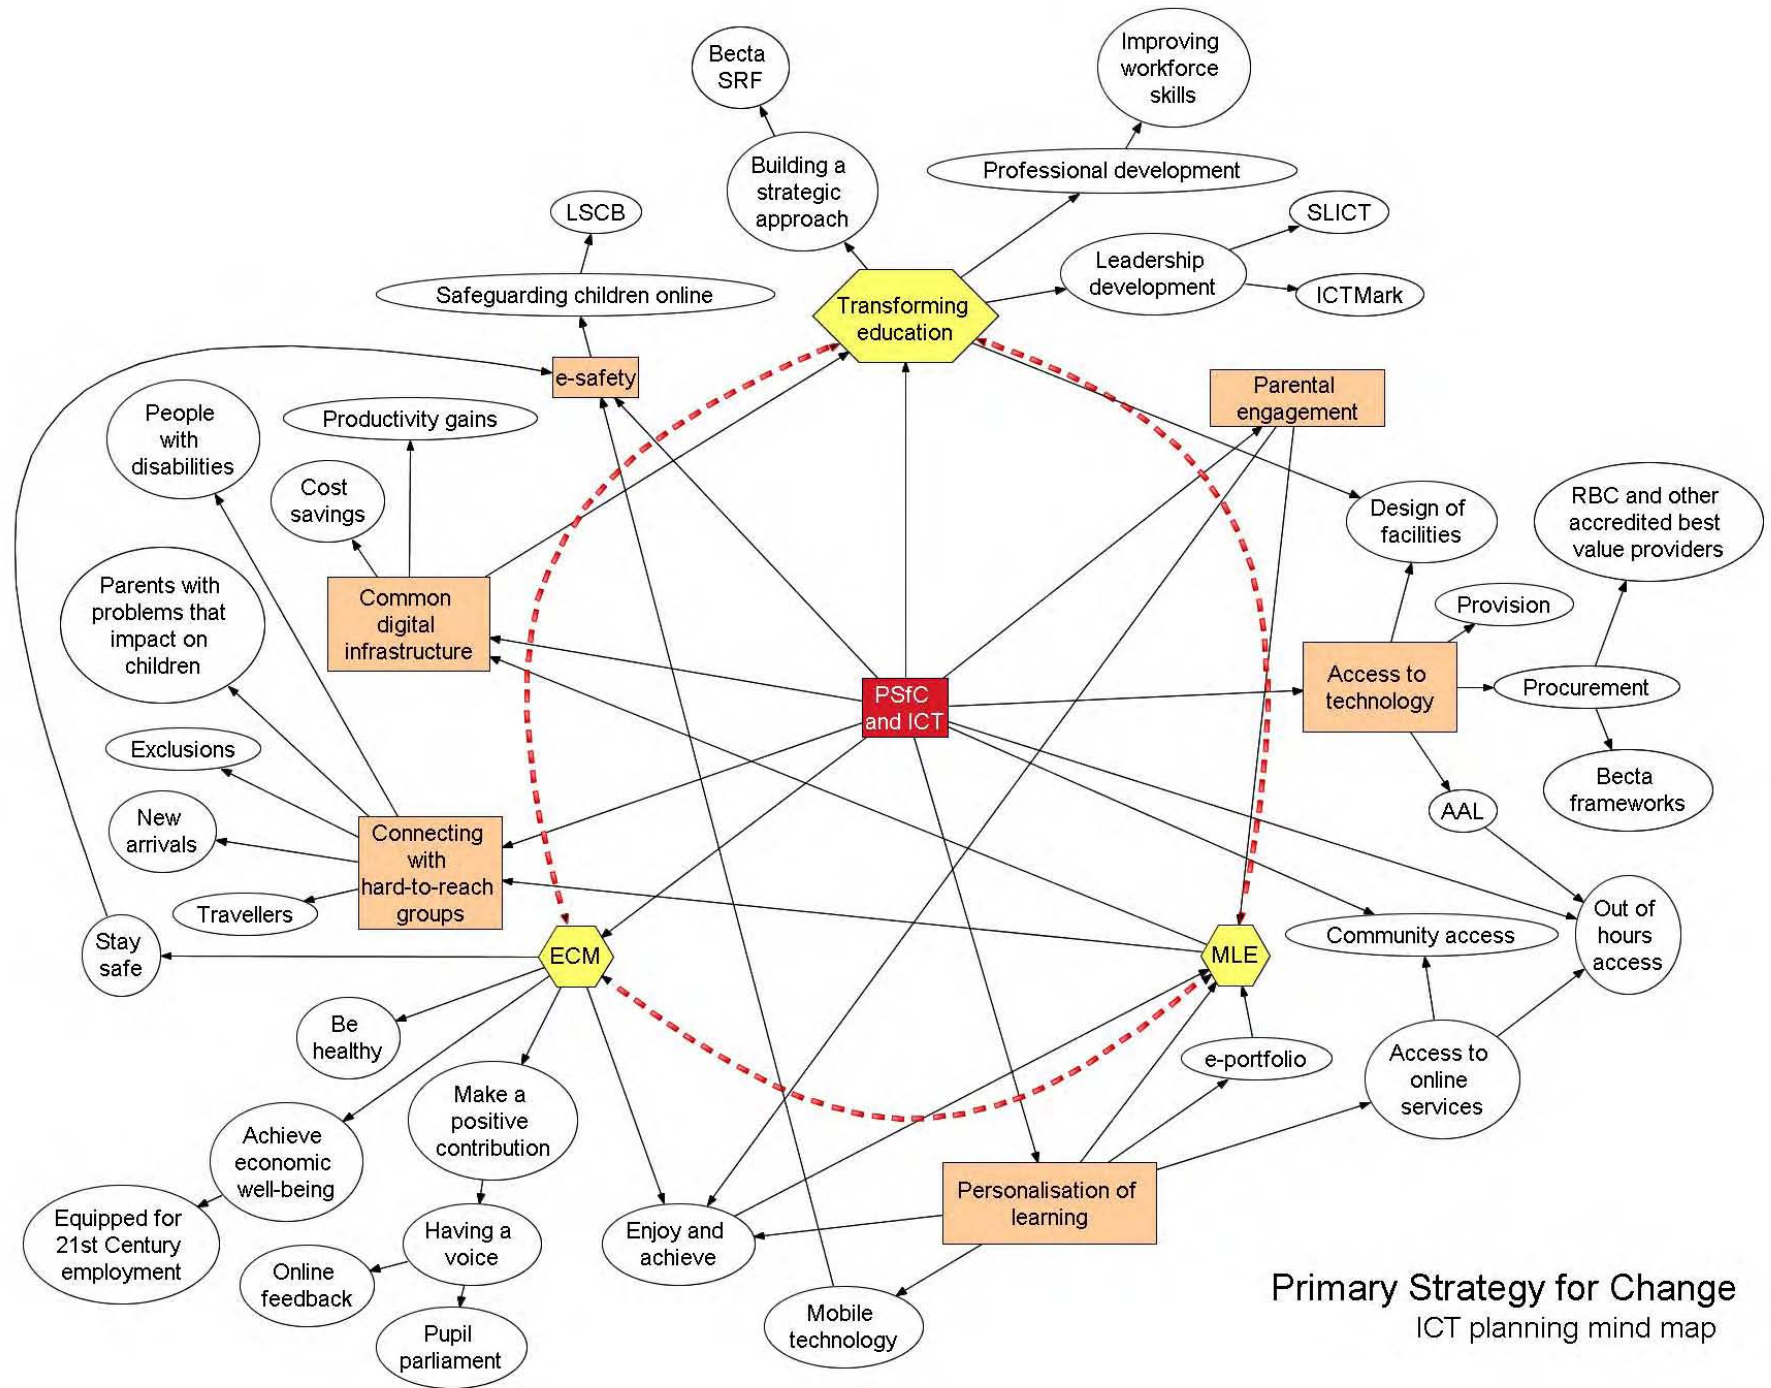 Becta
SRF
Improving
workforce
skills
Building a
strategic
approach
Professional development
LSCB
SLICT
Leadership
development
Safeguarding children online
ICTMark
Transforming
education
e-safety
Parental
engagement
People
with
disabilities
Productivity gains
Cost
savings
Design of
facilities
RBC and other
accredited best
value providers
Parents with
problems that
impact on
children
Common
digital
infrastructure
Provision
Access to
technology
Procurement
PSfC
and ICT
Exclusions
Becta
frameworks
New
arrivals
AAL
Connecting
with
hard-to-reach
groups
Travellers
Out of
hours
access
Community access
Stay
safe
ECM
MLE
Be
healthy
e-portfolio
Access to
online
services
Make a
positive
contribution
Achieve
economic
well-being
Personalisation of
learning
Equipped for
21st Century
employment
Having a
voice
Enjoy and
achieve
Online
feedback
Mobile
technology
Pupil
parliament
Primary Strategy for Change
ICT planning mind map